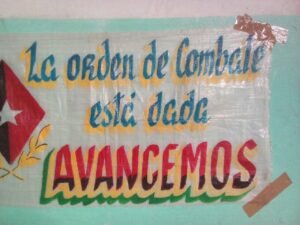 La orden de Combate
está dada
AVANCEMOS